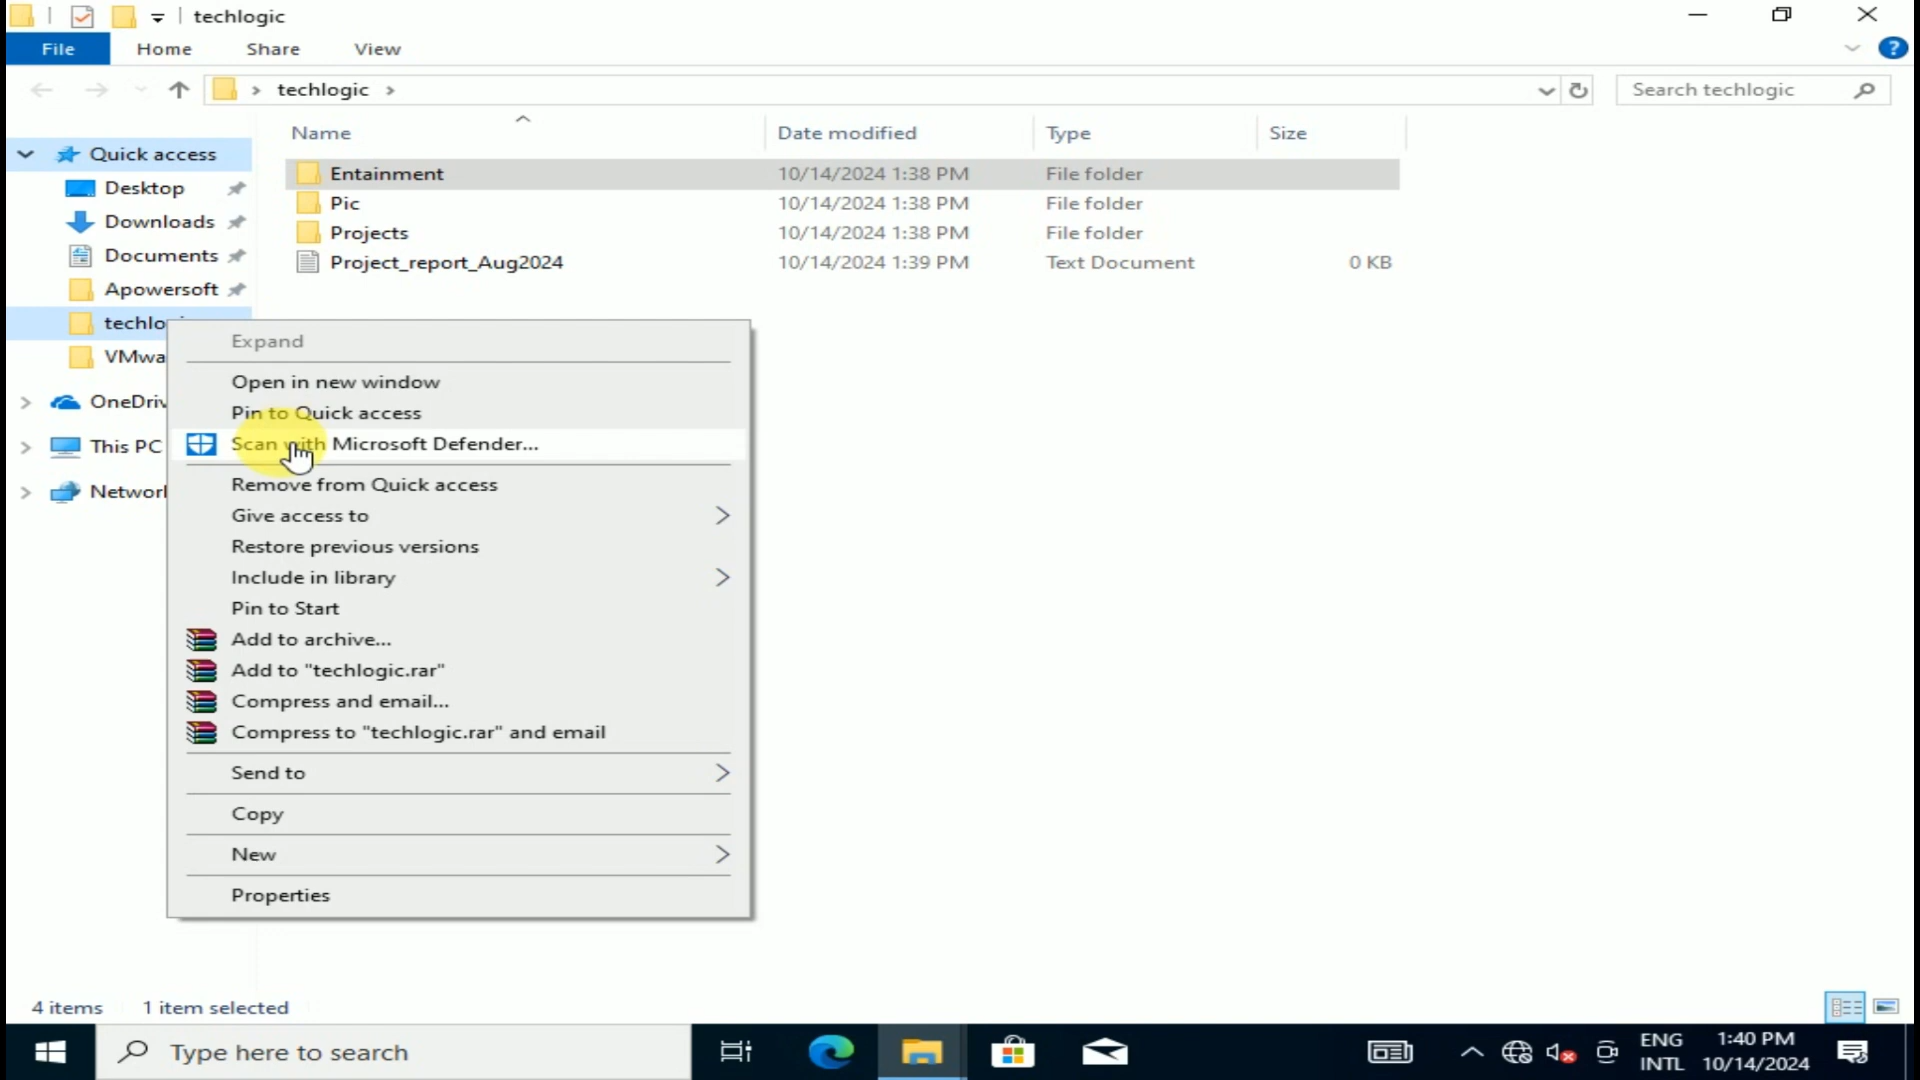 techlogic
File Home Share View
?
techlogic
Search techlogic
Name Date modified Type Size
Quick access
Entainment 10/14/2024 1:38 PM File folder
Desktop
Pic 10/14/2024 1:38 PM File folder
Downloads
Projects 10/14/2024 1:38 PM File folder
Documents
Project_report_Aug2024 10/14/2024 1:39 PM Text Document 0 KB
Apowersoft
techlo
VMwa
OneDriv
This PC
Network
Expand
Open in new window
Pin to Quick access
Scan with Microsoft Defender...
Remove from Quick access
Give access to
Restore previous versions
Include in library
Pin to Start
Add to archive...
Add to "techlogic.rar"
Compress and email...
Compress to "techlogic.rar" and email
Send to
Copy
New
Properties
4 items 1 item selected
Type here to search
ENG 1:40 PM
INTL 10/14/2024